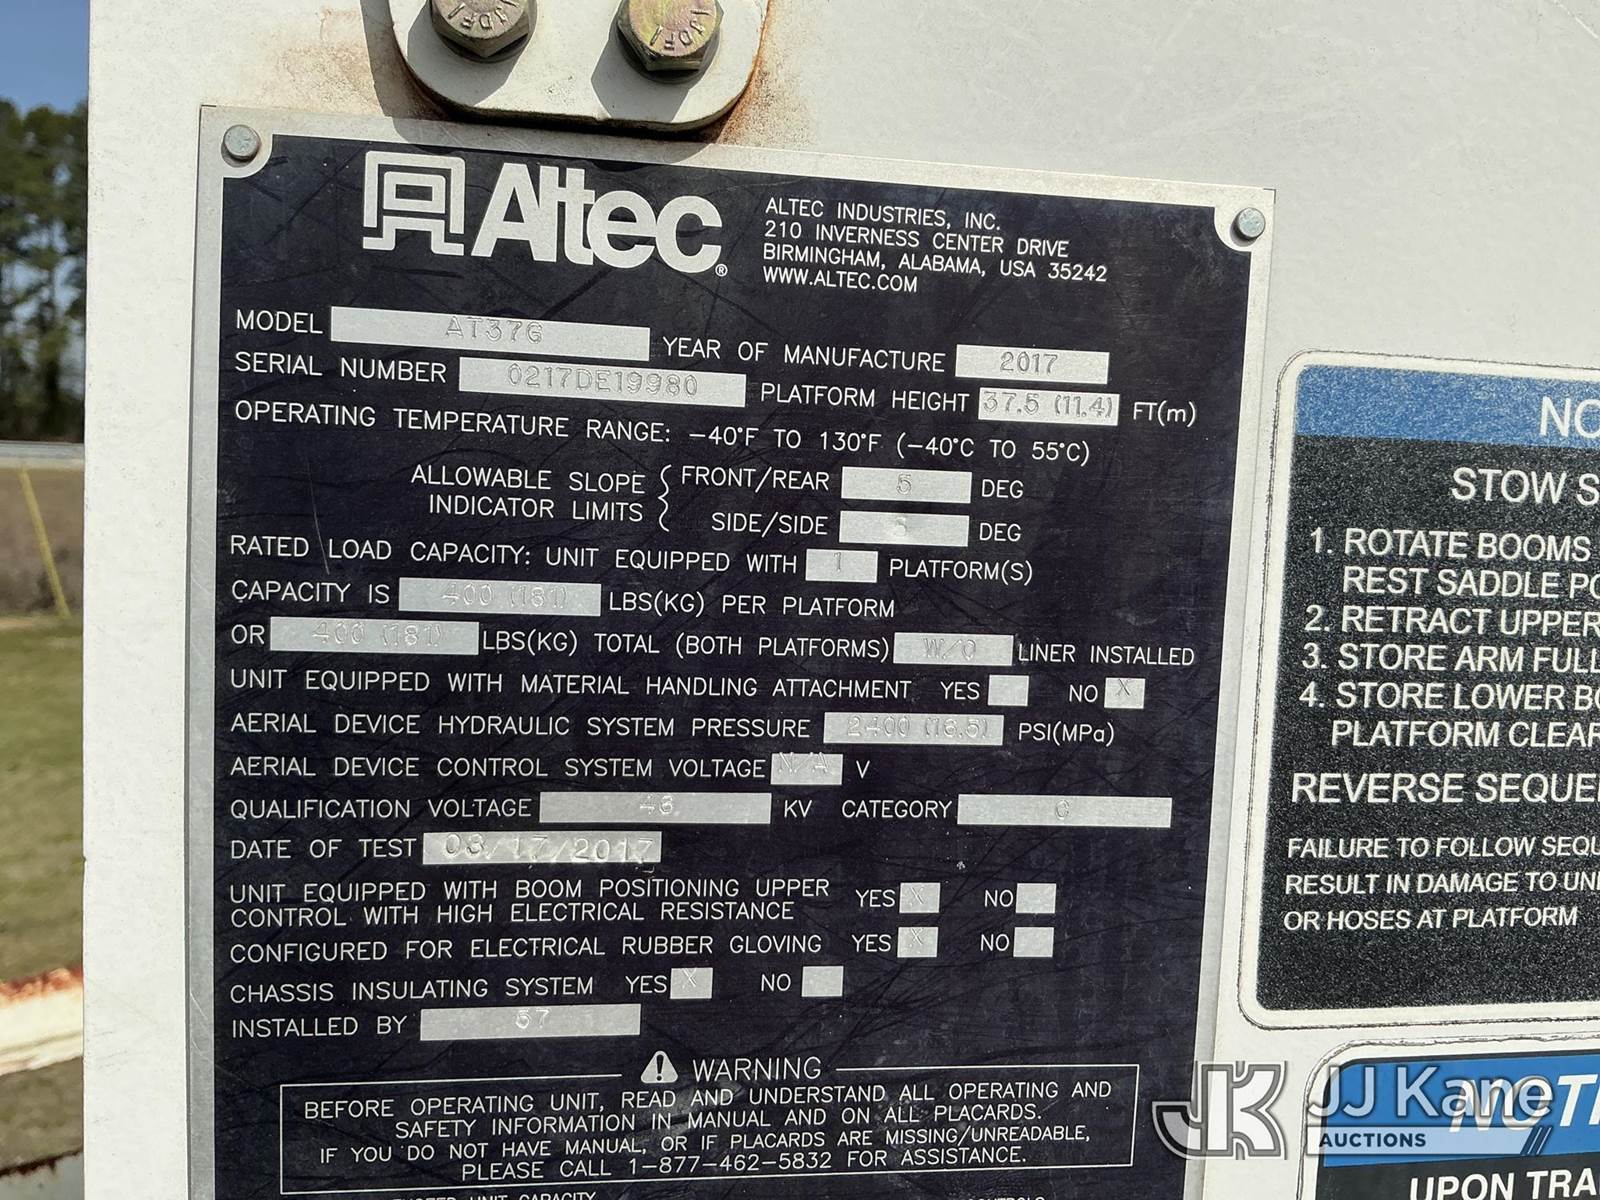 JDF
JDF
Altec®
ALTEC INDUSTRIES, INC.
210 INVERNESS CENTER DRIVE
BIRMINGHAM, ALABAMA, USA 35242
WWW.ALTEC.COM
MODEL AT37G YEAR OF MANUFACTURE 2017
SERIAL NUMBER 0217DE19980 PLATFORM HEIGHT 37.5 (11.4) FT(m)
OPERATING TEMPERATURE RANGE: -40°F TO 130°F (-40°C TO 55°C)
ALLOWABLE SLOPE INDICATOR LIMITS { FRONT/REAR 5 DEG
SIDE/SIDE 5 DEG
RATED LOAD CAPACITY: UNIT EQUIPPED WITH 1 PLATFORM(S)
CAPACITY IS 400 (181) LBS(KG) PER PLATFORM
OR 400 (181) LBS(KG) TOTAL (BOTH PLATFORMS) W/O LINER INSTALLED
UNIT EQUIPPED WITH MATERIAL HANDLING ATTACHMENT YES NO X
AERIAL DEVICE HYDRAULIC SYSTEM PRESSURE 2400 (16.5) PSI(MPa)
AERIAL DEVICE CONTROL SYSTEM VOLTAGE N/A V
QUALIFICATION VOLTAGE 46 KV CATEGORY C
DATE OF TEST 08/17/2017
UNIT EQUIPPED WITH BOOM POSITIONING UPPER
CONTROL WITH HIGH ELECTRICAL RESISTANCE YES X NO
CONFIGURED FOR ELECTRICAL RUBBER GLOVING YES X NO
CHASSIS INSULATING SYSTEM YES X NO
INSTALLED BY 57
WARNING
BEFORE OPERATING UNIT, READ AND UNDERSTAND ALL OPERATING AND
SAFETY INFORMATION IN MANUAL AND ON ALL PLACARDS.
IF YOU DO NOT HAVE MANUAL, OR IF PLACARDS ARE MISSING/UNREADABLE,
PLEASE CALL 1-877-462-5832 FOR ASSISTANCE.
UNIT CAPACITY
NO
STOW S
1. ROTATE BOOMS
REST SADDLE PO
2. RETRACT UPPER
3. STORE ARM FULL
4. STORE LOWER BO
PLATFORM CLEAR
REVERSE SEQUE
FAILURE TO FOLLOW SEQU
RESULT IN DAMAGE TO UNI
OR HOSES AT PLATFORM
NOTI
UPON TRA
JK JJ Kane
AUCTIONS